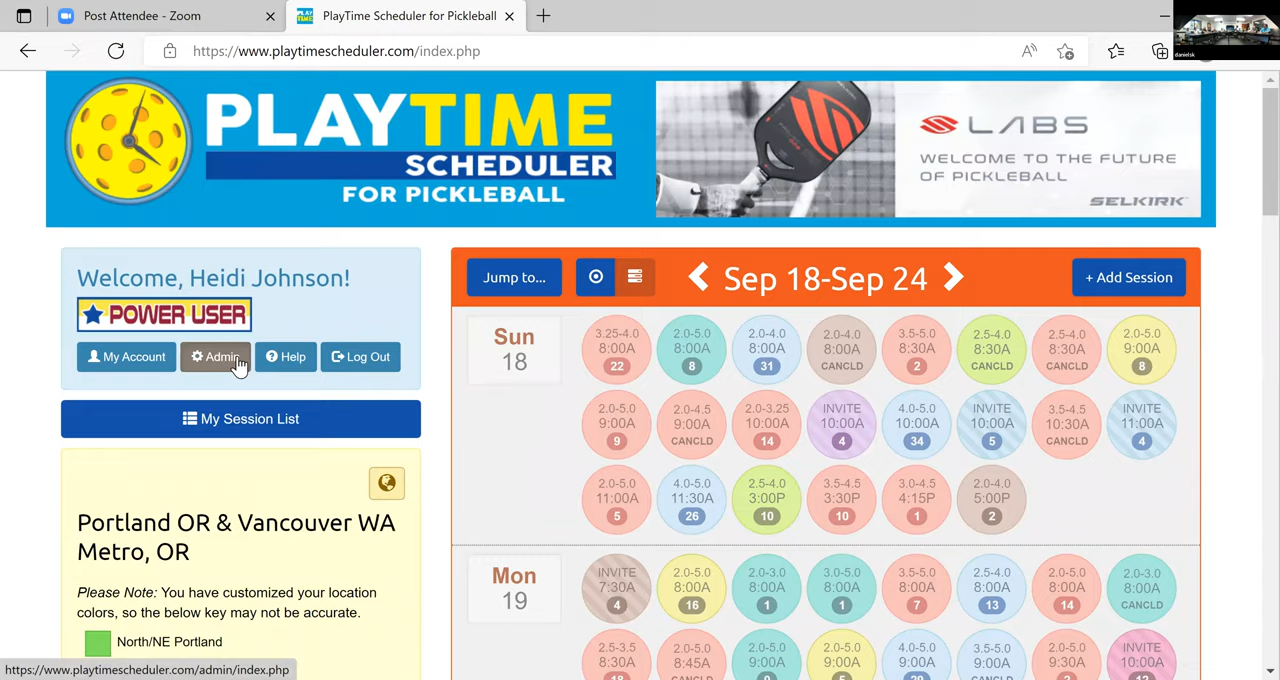 Post Attendee - Zoom
PlayTime Scheduler for Pickleball
https://www.playtimescheduler.com/index.php
danielsk
PLAYTIME
SCHEDULER
FOR PICKLEBALL
LABS
WELCOME TO THE FUTURE
OF PICKLEBALL
SELKIRK
Welcome, Heidi Johnson!
POWER USER
My Account
Admin
Help
Log Out
My Session List
Portland OR & Vancouver WA
Metro, OR
Please Note: You have customized your location
colors, so the below key may not be accurate.
North/NE Portland
https://www.playtimescheduler.com/admin/index.php
Jump to...
Sep 18-Sep 24
+ Add Session
Sun
18
3.25-4.0
8:00A
22
2.0-5.0
8:00A
8
2.0-4.0
8:00A
31
2.0-4.0
8:00A
CANCLD
3.5-5.0
8:30A
2
2.5-4.0
8:30A
CANCLD
2.5-4.0
8:30A
CANCLD
2.0-5.0
9:00A
8
2.0-5.0
9:00A
9
2.0-4.5
9:00A
CANCLD
2.0-3.25
10:00A
14
INVITE
10:00A
4
4.0-5.0
10:00A
34
INVITE
10:00A
5
3.5-4.5
10:30A
CANCLD
INVITE
11:00A
4
2.0-5.0
11:00A
5
4.0-5.0
11:30A
26
2.5-4.0
3:00P
10
3.5-4.5
3:30P
10
3.0-4.5
4:15P
1
2.0-4.0
5:00P
2
Mon
19
INVITE
7:30A
4
2.0-5.0
8:00A
16
2.0-3.0
8:00A
1
3.0-5.0
8:00A
1
3.5-5.0
8:00A
7
2.5-4.0
8:00A
13
2.0-5.0
8:00A
14
2.0-3.0
8:00A
CANCLD
2.5-3.5
8:30A
18
2.0-5.0
8:45A
2.0-5.0
9:00A
2.0-5.0
9:00A
4.0-5.0
9:00A
3.5-5.0
9:00A
2.0-5.0
9:30A
INVITE
10:00A